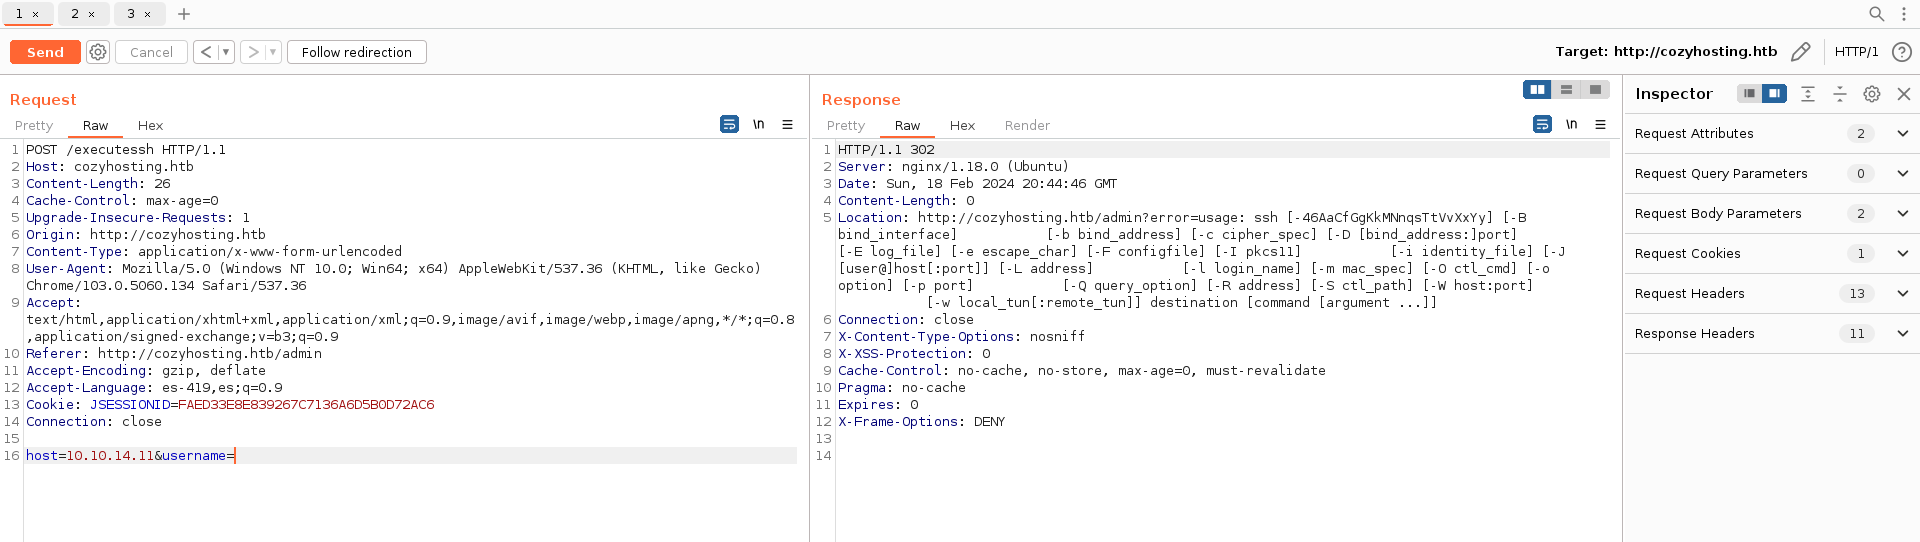 1 × 2 × 3 × +
Send Cancel < > Follow redirection Target: http://cozyhosting.htb HTTP/1 ?
Request
Pretty Raw Hex \n
1 POST /executessh HTTP/1.1
2 Host: cozyhosting.htb
3 Content-Length: 26
4 Cache-Control: max-age=0
5 Upgrade-Insecure-Requests: 1
6 Origin: http://cozyhosting.htb
7 Content-Type: application/x-www-form-urlencoded
8 User-Agent: Mozilla/5.0 (Windows NT 10.0; Win64; x64) AppleWebKit/537.36 (KHTML, like Gecko)
Chrome/103.0.5060.134 Safari/537.36
9 Accept:
text/html,application/xhtml+xml,application/xml;q=0.9,image/avif,image/webp,image/apng,*/*;q=0.8
,application/signed-exchange;v=b3;q=0.9
10 Referer: http://cozyhosting.htb/admin
11 Accept-Encoding: gzip, deflate
12 Accept-Language: es-419,es;q=0.9
13 Cookie: JSESSIONID=FAED33E8E839267C7136A6D5B0D72AC6
14 Connection: close
15
16 host=10.10.14.11&username=
Response
Pretty Raw Hex Render \n
1 HTTP/1.1 302
2 Server: nginx/1.18.0 (Ubuntu)
3 Date: Sun, 18 Feb 2024 20:44:46 GMT
4 Content-Length: 0
5 Location: http://cozyhosting.htb/admin?error=usage: ssh [-46AaCfGgKkMNnqsTtVvXxYy] [-B
bind_interface] [-b bind_address] [-c cipher_spec] [-D [bind_address:]port]
[-E log_file] [-e escape_char] [-F configfile] [-I pkcs11] [-i identity_file] [-J
[user@]host[:port]] [-L address] [-l login_name] [-m mac_spec] [-O ctl_cmd] [-o
option] [-p port] [-Q query_option] [-R address] [-S ctl_path] [-W host:port]
[-w local_tun[:remote_tun]] destination [command [argument ...]]
6 Connection: close
7 X-Content-Type-Options: nosniff
8 X-XSS-Protection: 0
9 Cache-Control: no-cache, no-store, max-age=0, must-revalidate
10 Pragma: no-cache
11 Expires: 0
12 X-Frame-Options: DENY
13
14
Inspector
Request Attributes 2
Request Query Parameters 0
Request Body Parameters 2
Request Cookies 1
Request Headers 13
Response Headers 11